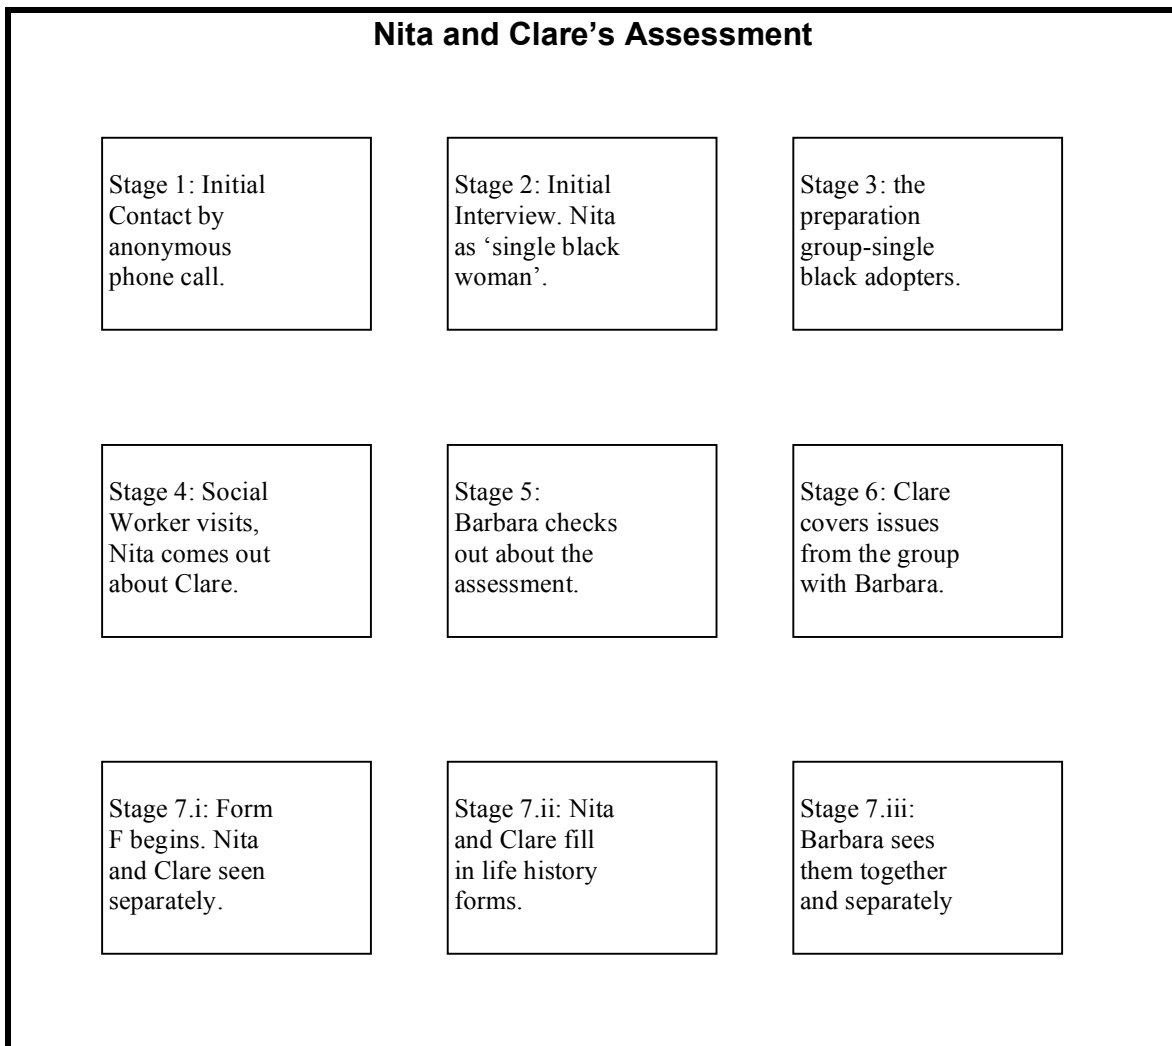 Nita and Clare's Assessment
Stage 1: Initial
Contact by
anonymous
phone call.
Stage 2: Initial
Interview. Nita
as ‘single black
woman’.
Stage 3: the
preparation
group-single
black adopters.
Stage 4: Social
Worker visits,
Nita comes out
about Clare.
Stage 5:
Barbara checks
out about the
assessment.
Stage 6: Clare
covers issues
from the group
with Barbara.
Stage 7.i: Form
F begins. Nita
and Clare seen
separately.
Stage 7.ii: Nita
and Clare fill
in life history
forms.
Stage 7.iii:
Barbara sees
them together
and separately